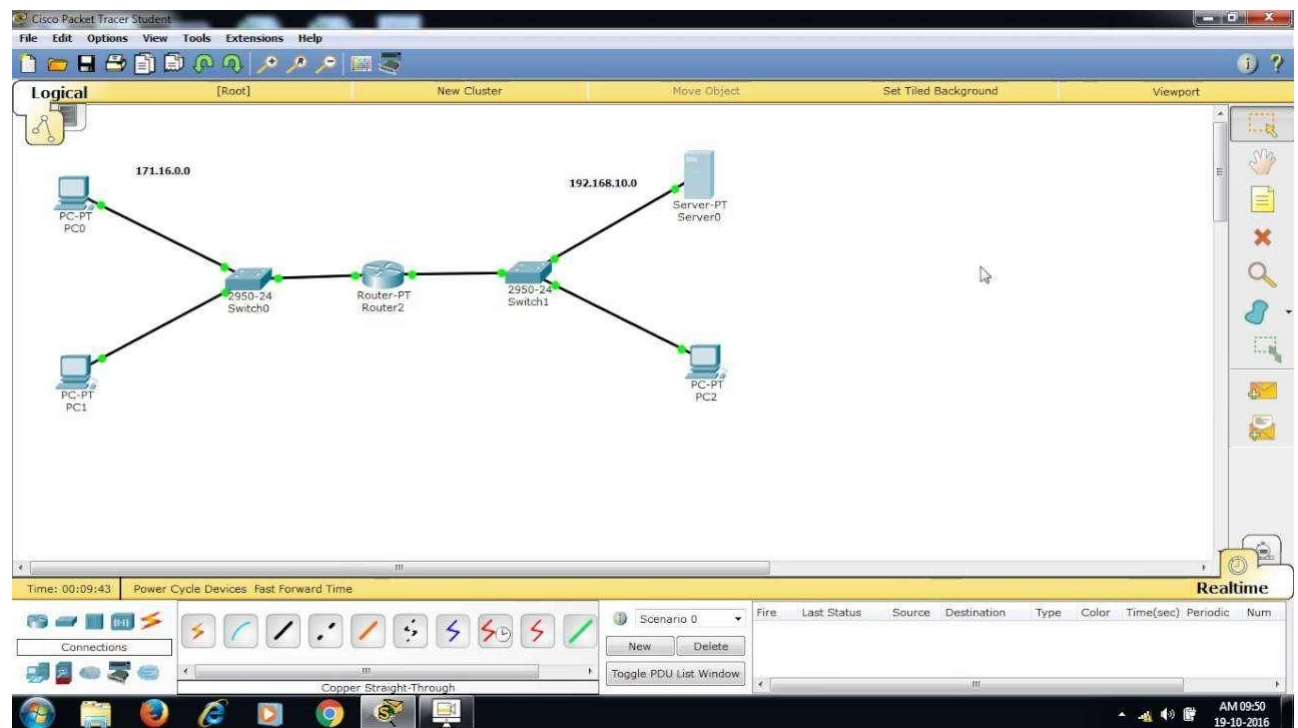 Cisco Packet Tracer Student
File Edit Options View Tools Extensions Help
Logical [Root] New Cluster Move Object Set Tiled Background Viewport
171.16.0.0
192.168.10.0
PC-PT
PC0
Server-PT
Server0
2950-24
Switch0
Router-PT
Router2
2950-24
Switch1
PC-PT
PC1
PC-PT
PC2
Time: 00:09:43 Power Cycle Devices Fast Forward Time Realtime
Connections
Copper Straight-Through
Scenario 0
New Delete
Toggle PDU List Window
Fire Last Status Source Destination Type Color Time(sec) Periodic Num
AM 09:50
19-10-2016